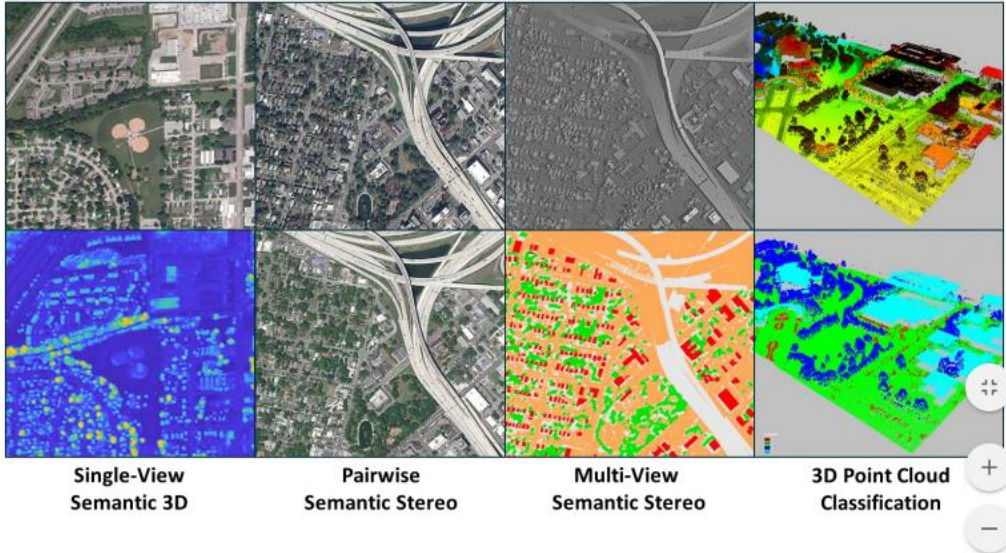 Single-View
Semantic 3D
Pairwise
Semantic Stereo
Multi-View
Semantic Stereo
3D Point Cloud
Classification